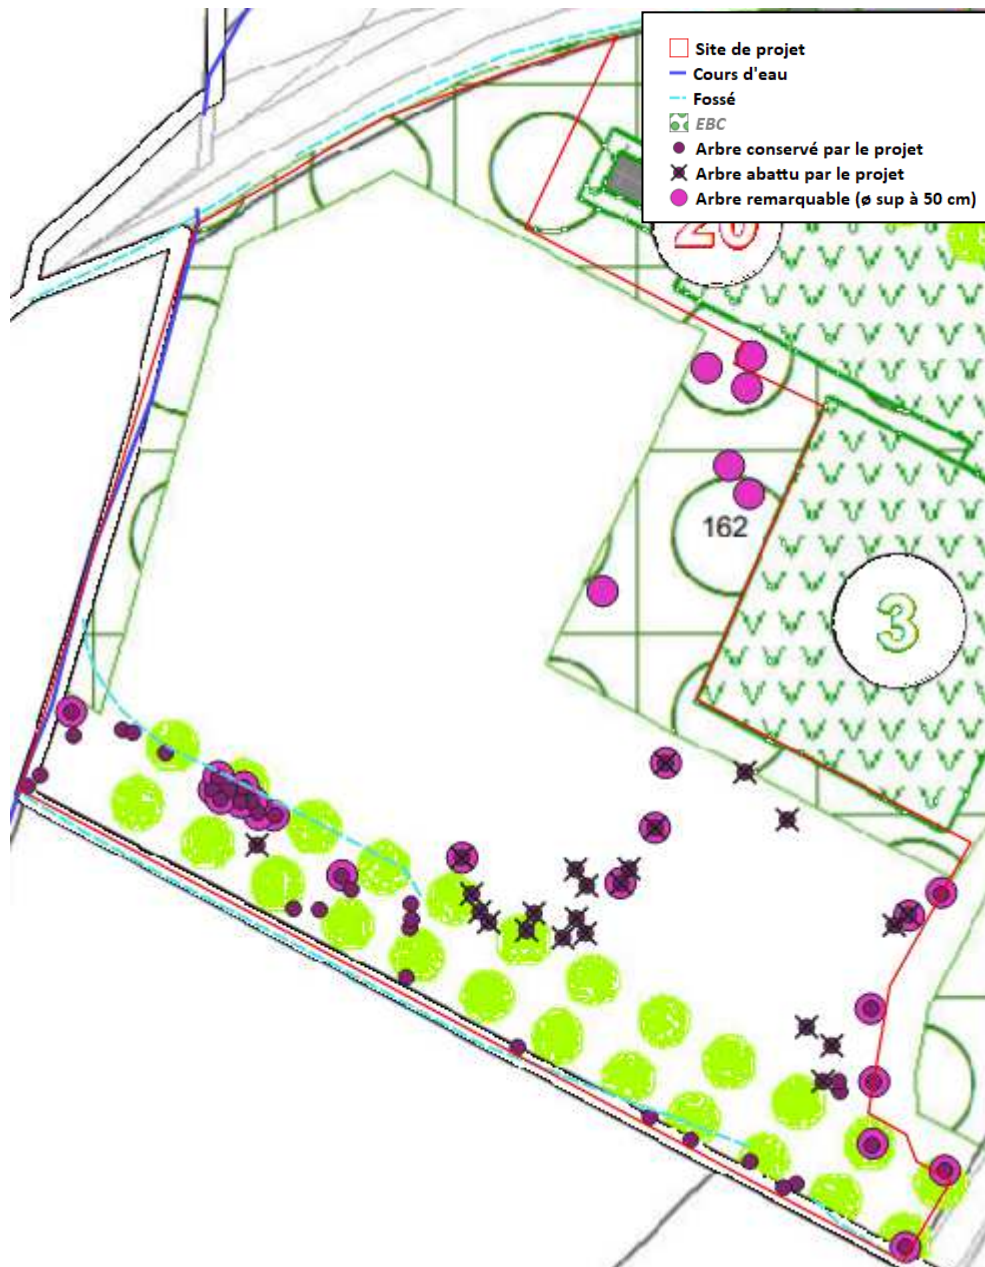 Site de projet
Cours d'eau
Fossé
EBC
Arbre conservé par le projet
Arbre abattu par le projet
Arbre remarquable (ø sup à 50 cm)
162
3